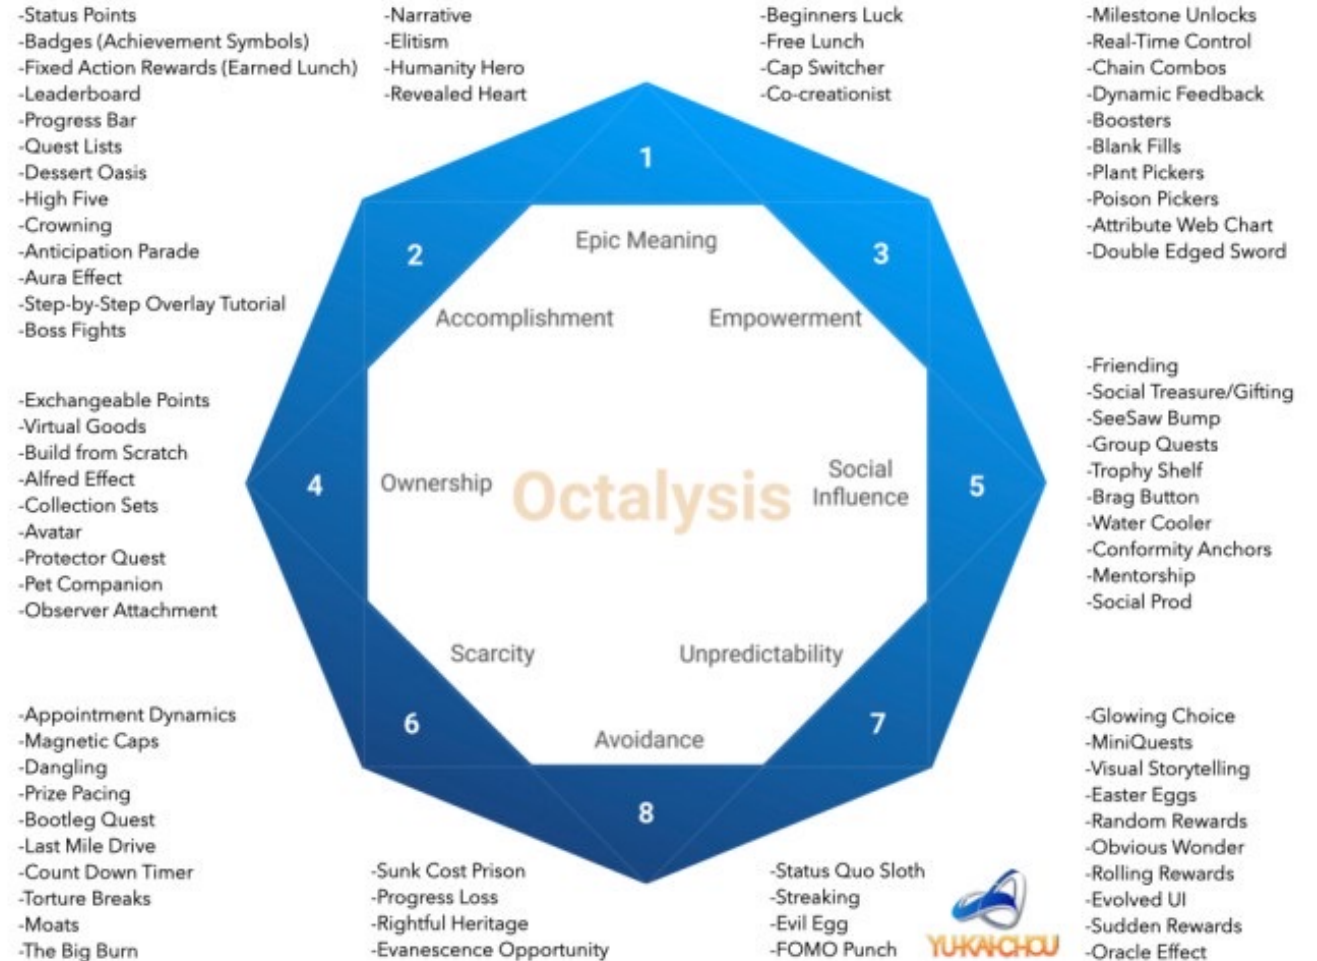 -Status Points
-Badges (Achievement Symbols)
-Fixed Action Rewards (Earned Lunch)
-Leaderboard
-Progress Bar
-Quest Lists
-Dessert Oasis
-High Five
-Crowning
-Anticipation Parade
-Aura Effect
-Step-by-Step Overlay Tutorial
-Boss Fights
-Narrative
-Elitism
-Humanity Hero
-Revealed Heart
-Beginners Luck
-Free Lunch
-Cap Switcher
-Co-creationist
-Milestone Unlocks
-Real-Time Control
-Chain Combos
-Dynamic Feedback
-Boosters
-Blank Fills
-Plant Pickers
-Poison Pickers
-Attribute Web Chart
-Double Edged Sword
1
Epic Meaning
2
Accomplishment
3
Empowerment
-Exchangeable Points
-Virtual Goods
-Build from Scratch
-Alfred Effect
-Collection Sets
-Avatar
-Protector Quest
-Pet Companion
-Observer Attachment
4
Ownership
Octalysis
Social
Influence
5
-Friending
-Social Treasure/Gifting
-SeeSaw Bump
-Group Quests
-Trophy Shelf
-Brag Button
-Water Cooler
-Conformity Anchors
-Mentorship
-Social Prod
Scarcity
6
Unpredictability
7
Avoidance
8
-Appointment Dynamics
-Magnetic Caps
-Dangling
-Prize Pacing
-Bootleg Quest
-Last Mile Drive
-Count Down Timer
-Torture Breaks
-Moats
-The Big Burn
-Sunk Cost Prison
-Progress Loss
-Rightful Heritage
-Evanescence Opportunity
-Status Quo Sloth
-Streaking
-Evil Egg
-FOMO Punch
YU-KAI-CHOU
-Glowing Choice
-MiniQuests
-Visual Storytelling
-Easter Eggs
-Random Rewards
-Obvious Wonder
-Rolling Rewards
-Evolved UI
-Sudden Rewards
-Oracle Effect